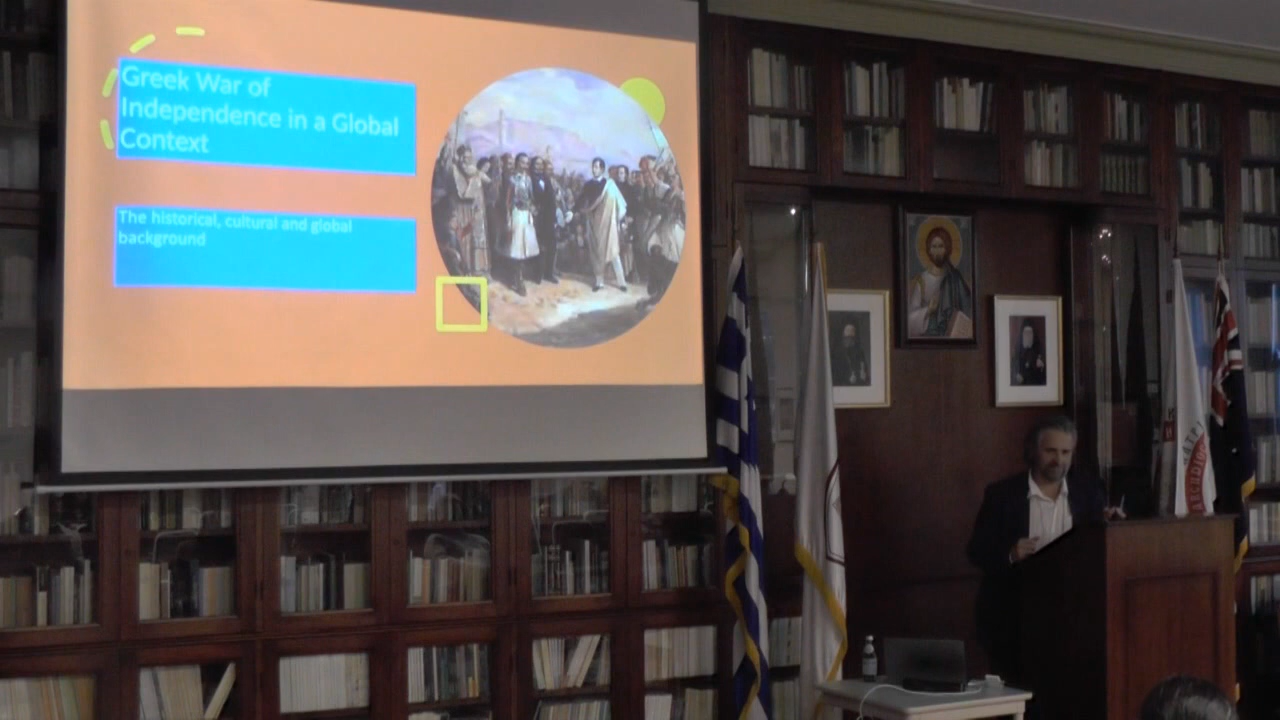 Greek War of
Independence in a Global
Context
The historical, cultural and global
background